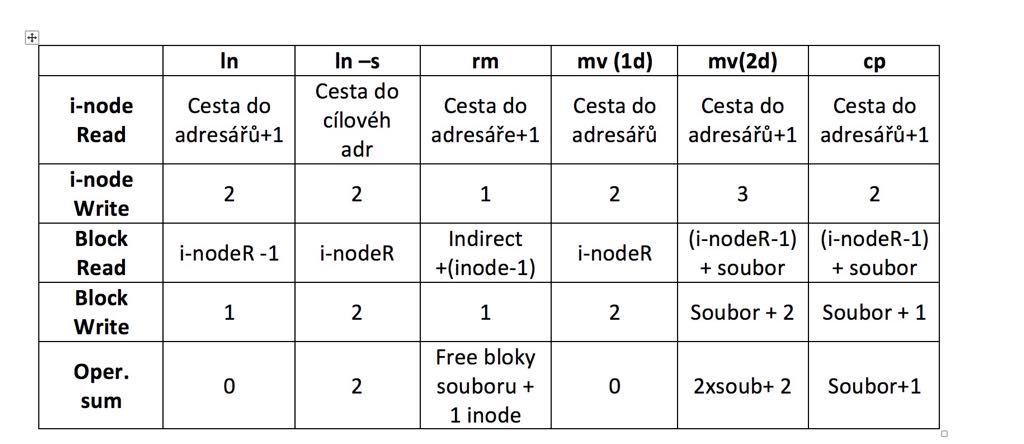 ln ln –s rm mv (1d) mv(2d) cp
i-node
Read
Cesta do
adresářů+1
Cesta do
cílovéh
adr
Cesta do
adresáře+1
Cesta do
adresářů
Cesta do
adresářů+1
Cesta do
adresářů+1
i-node
Write
2 2 1 2 3 2
Block
Read
i-nodeR -1
i-nodeR
Indirect
+(inode-1)
i-nodeR
(i-nodeR-1)
+ soubor
(i-nodeR-1)
+ soubor
Block
Write
1 2 1 2 Soubor + 2 Soubor + 1
Oper.
sum
0
2
Free bloky
souboru +
1 inode
0
2xsoub+ 2
Soubor+1